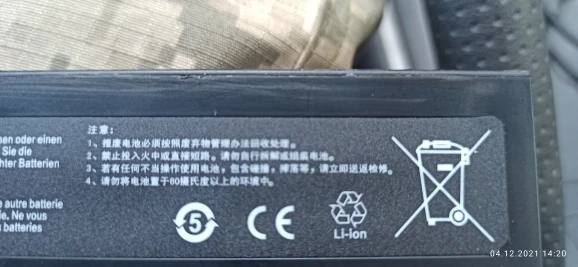 注意:
1、报废电池必须按照废弃物管理办法回收处理。
2、禁止投入火中或直接短路。请勿自行拆解或组装电池。
3、若有任何不当操作使用电池，包含碰撞，摔落等，请立即送返检修。
4、请勿将电池置于60摄氏度以上的环境中。
en oder einen
Sie die
hter Batterien
e autre batterie
le. Ne vous
s batteries
5
CE
Li-ion
04.12.2021 14:20